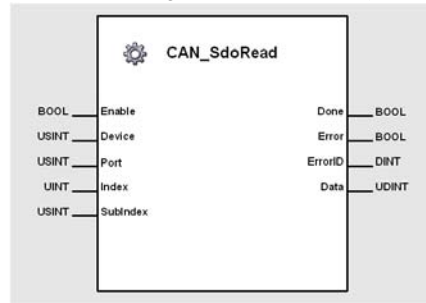 CAN_SdoRead
BOOL Enable Done BOOL
USINT Device Error BOOL
USINT Port ErrorID DINT
UINT Index Data UDINT
USINT SubIndex